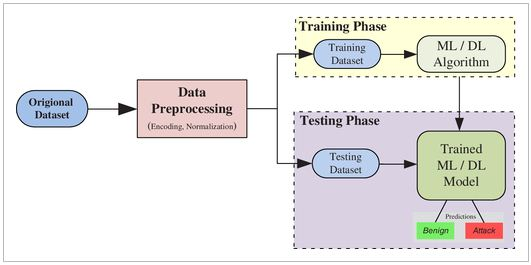 Training Phase
Training
Dataset
ML / DL
Algorithm
Origional
Dataset
Data
Preprocessing
(Encoding, Normalization)
Testing Phase
Testing
Dataset
Trained
ML / DL
Model
Predictions
Benign
Attack